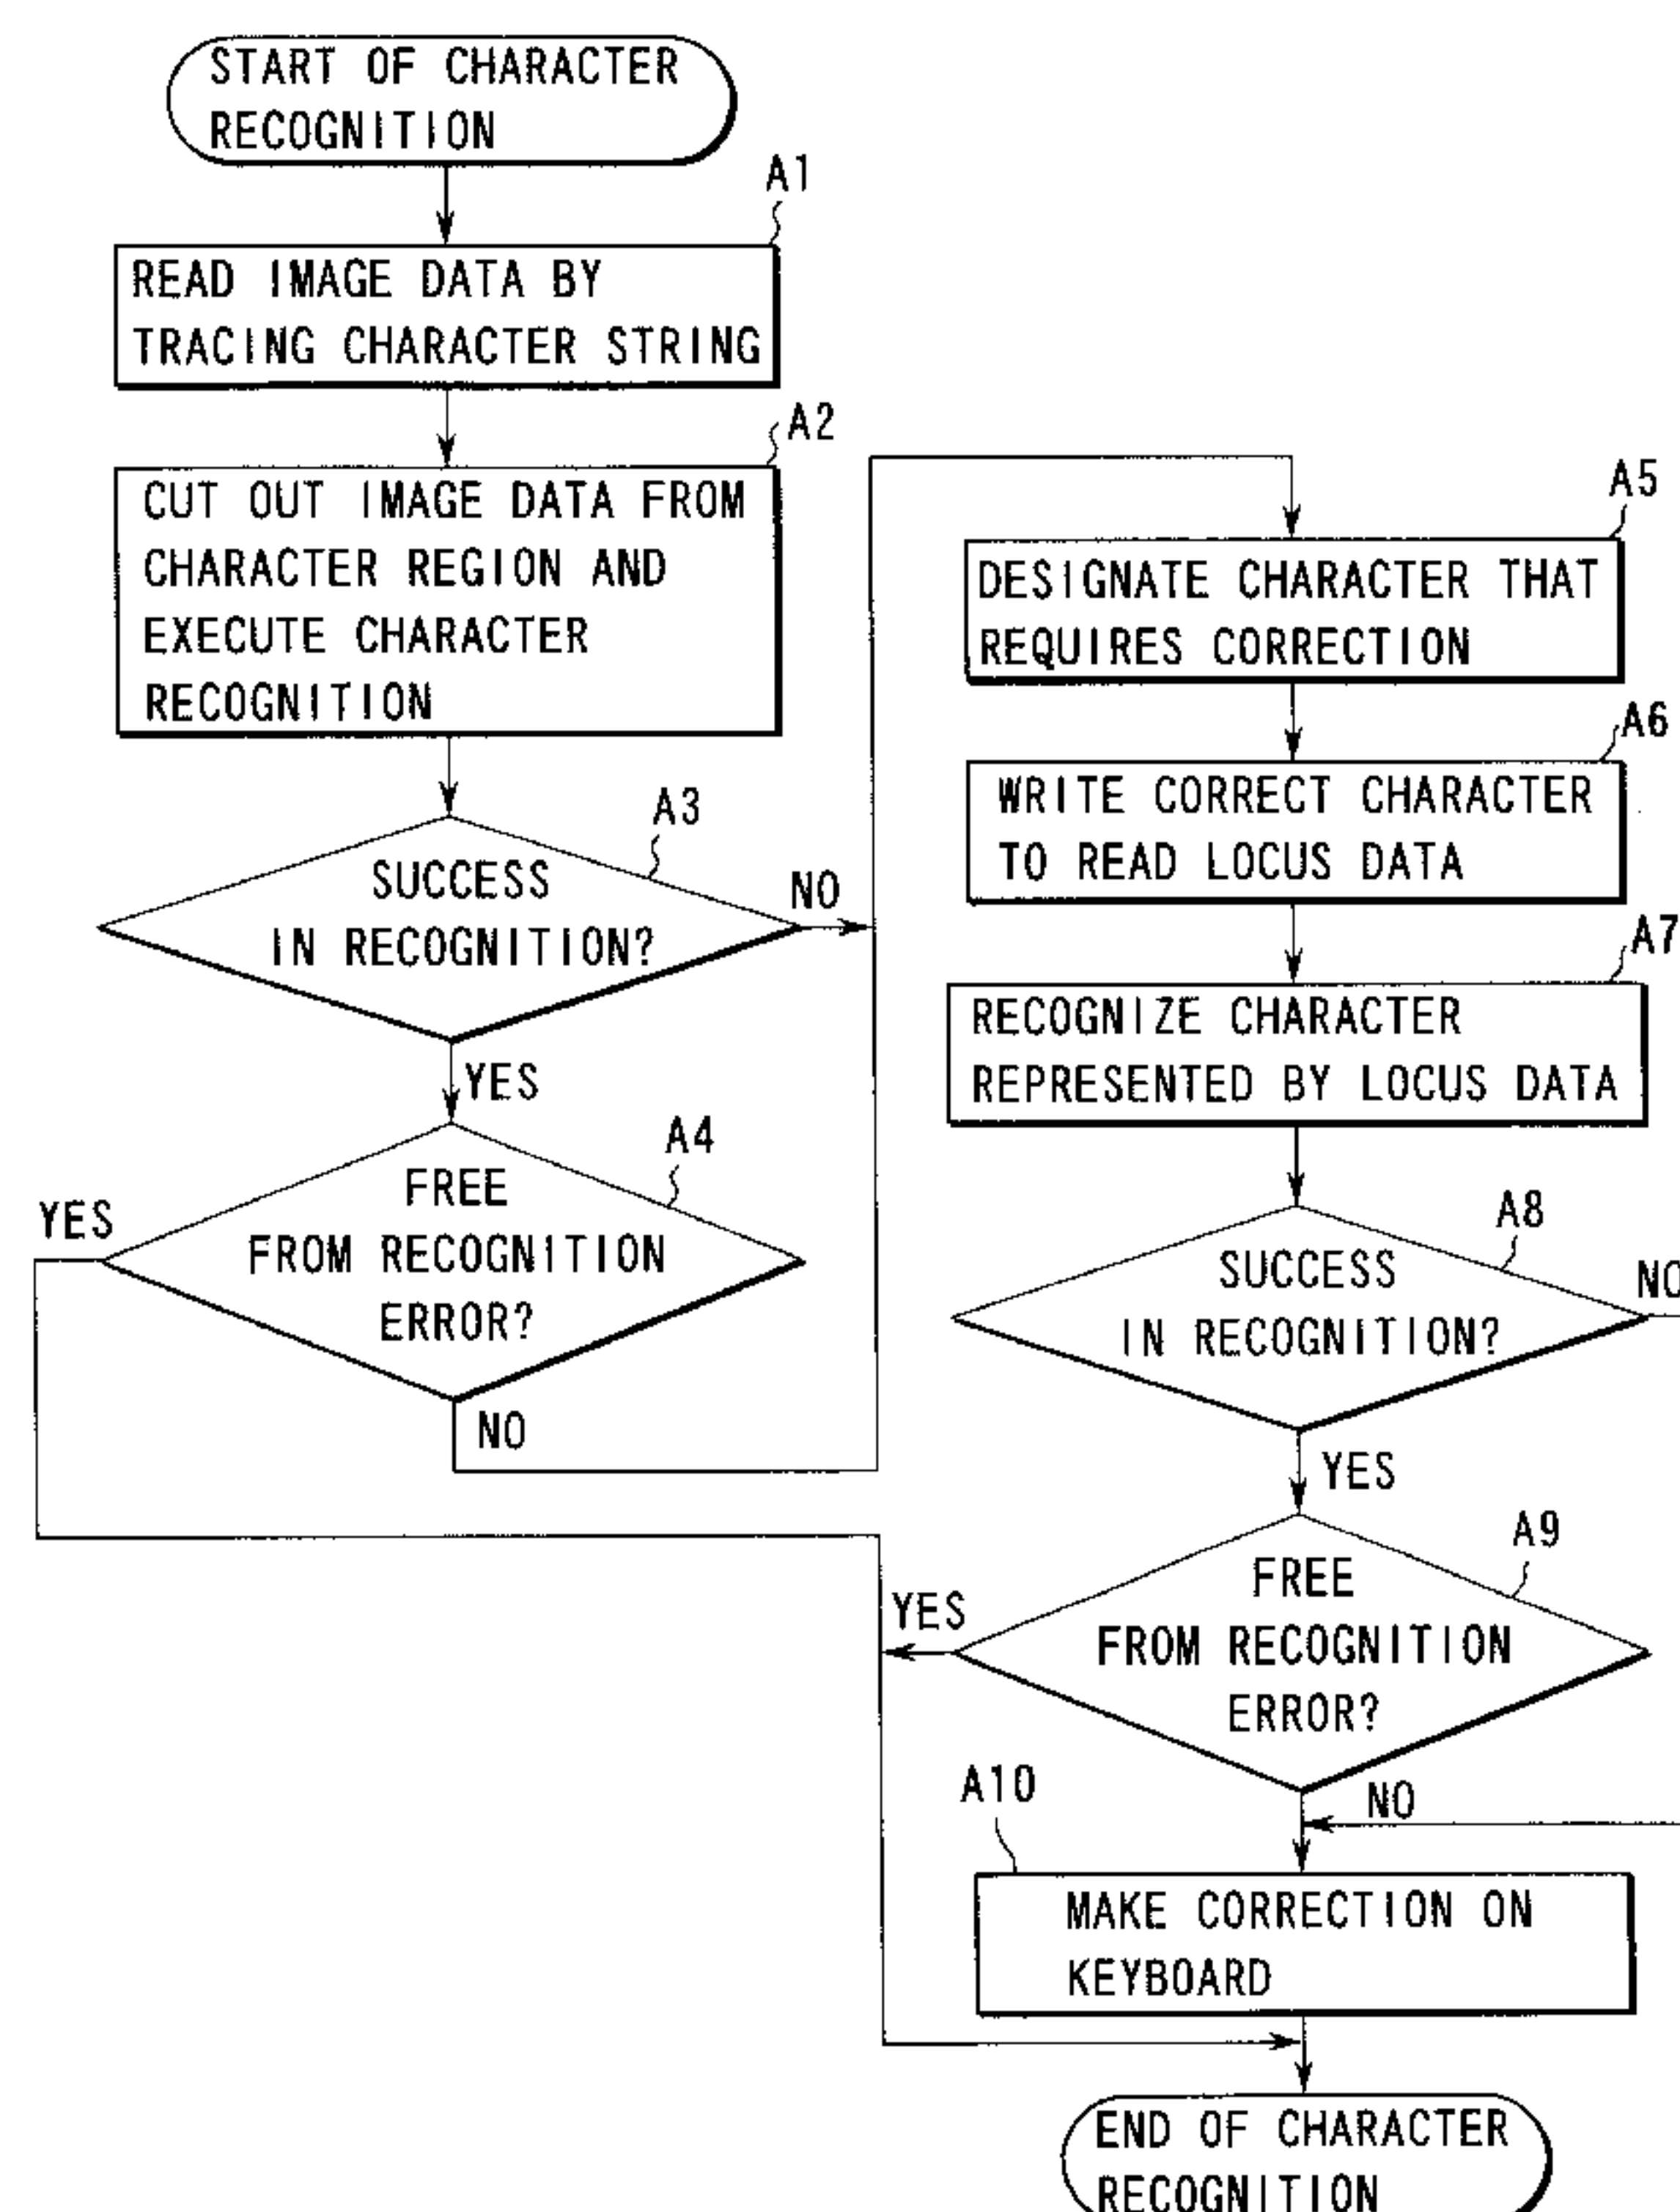 START OF CHARACTER
RECOGNITION
A1
READ IMAGE DATA BY
TRACING CHARACTER STRING
A2
CUT OUT IMAGE DATA FROM
CHARACTER REGION AND
EXECUTE CHARACTER
RECOGNITION
A3
SUCCESS
IN RECOGNITION?
NO
YES
A4
FREE
FROM RECOGNITION
ERROR?
YES
NO
A5
DESIGNATE CHARACTER THAT
REQUIRES CORRECTION
A6
WRITE CORRECT CHARACTER
TO READ LOCUS DATA
A7
RECOGNIZE CHARACTER
REPRESENTED BY LOCUS DATA
A8
SUCCESS
IN RECOGNITION?
NO
YES
A9
FREE
FROM RECOGNITION
ERROR?
YES
NO
A10
MAKE CORRECTION ON
KEYBOARD
END OF CHARACTER
RECOGNITION